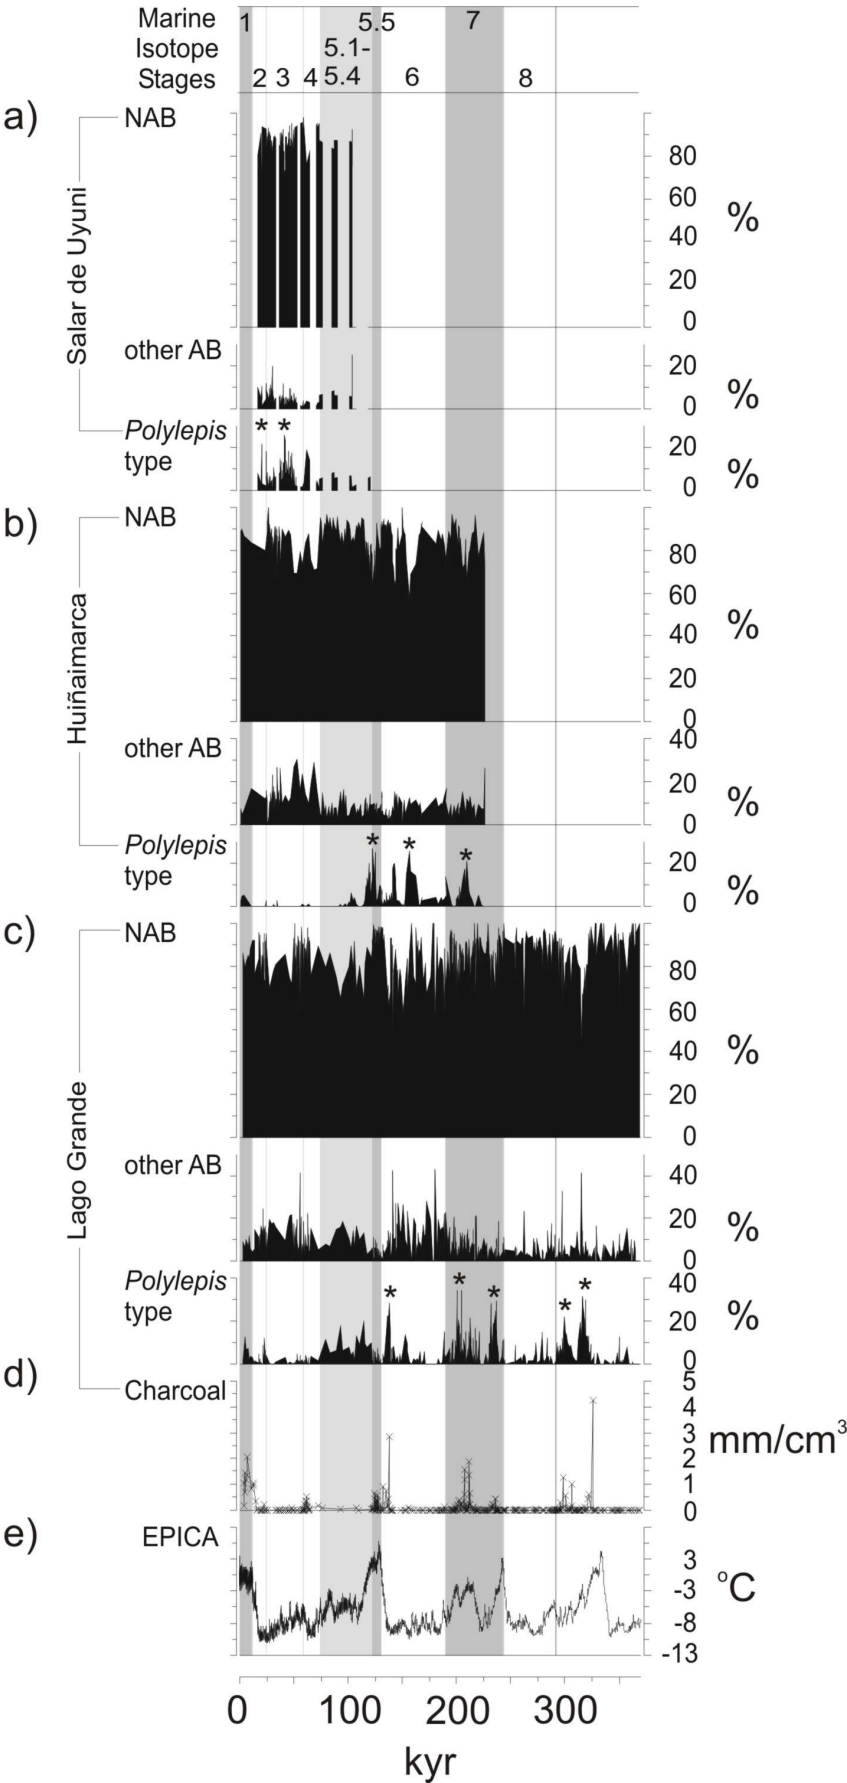 Marine
Isotope
Stages
1
5.5
7
5.1-
2 3 4 5.4 6 8
a)
Salar de Uyuni
NAB
80
60
40
20
0
%
other AB
20
0
%
Polylepis
type
* *
20
0
%
b)
Huiñaimarca
NAB
80
60
40
20
0
%
other AB
40
20
0
%
Polylepis
type
* * *
20
0
%
c)
Lago Grande
NAB
80
60
40
20
0
%
other AB
40
20
0
%
Polylepis
type
* * * * *
40
20
0
%
d)
Charcoal
5
4
3
2
1
0
mm/cm³
e)
EPICA
3
-3
-8
-13
°C
0 100 200 300
kyr